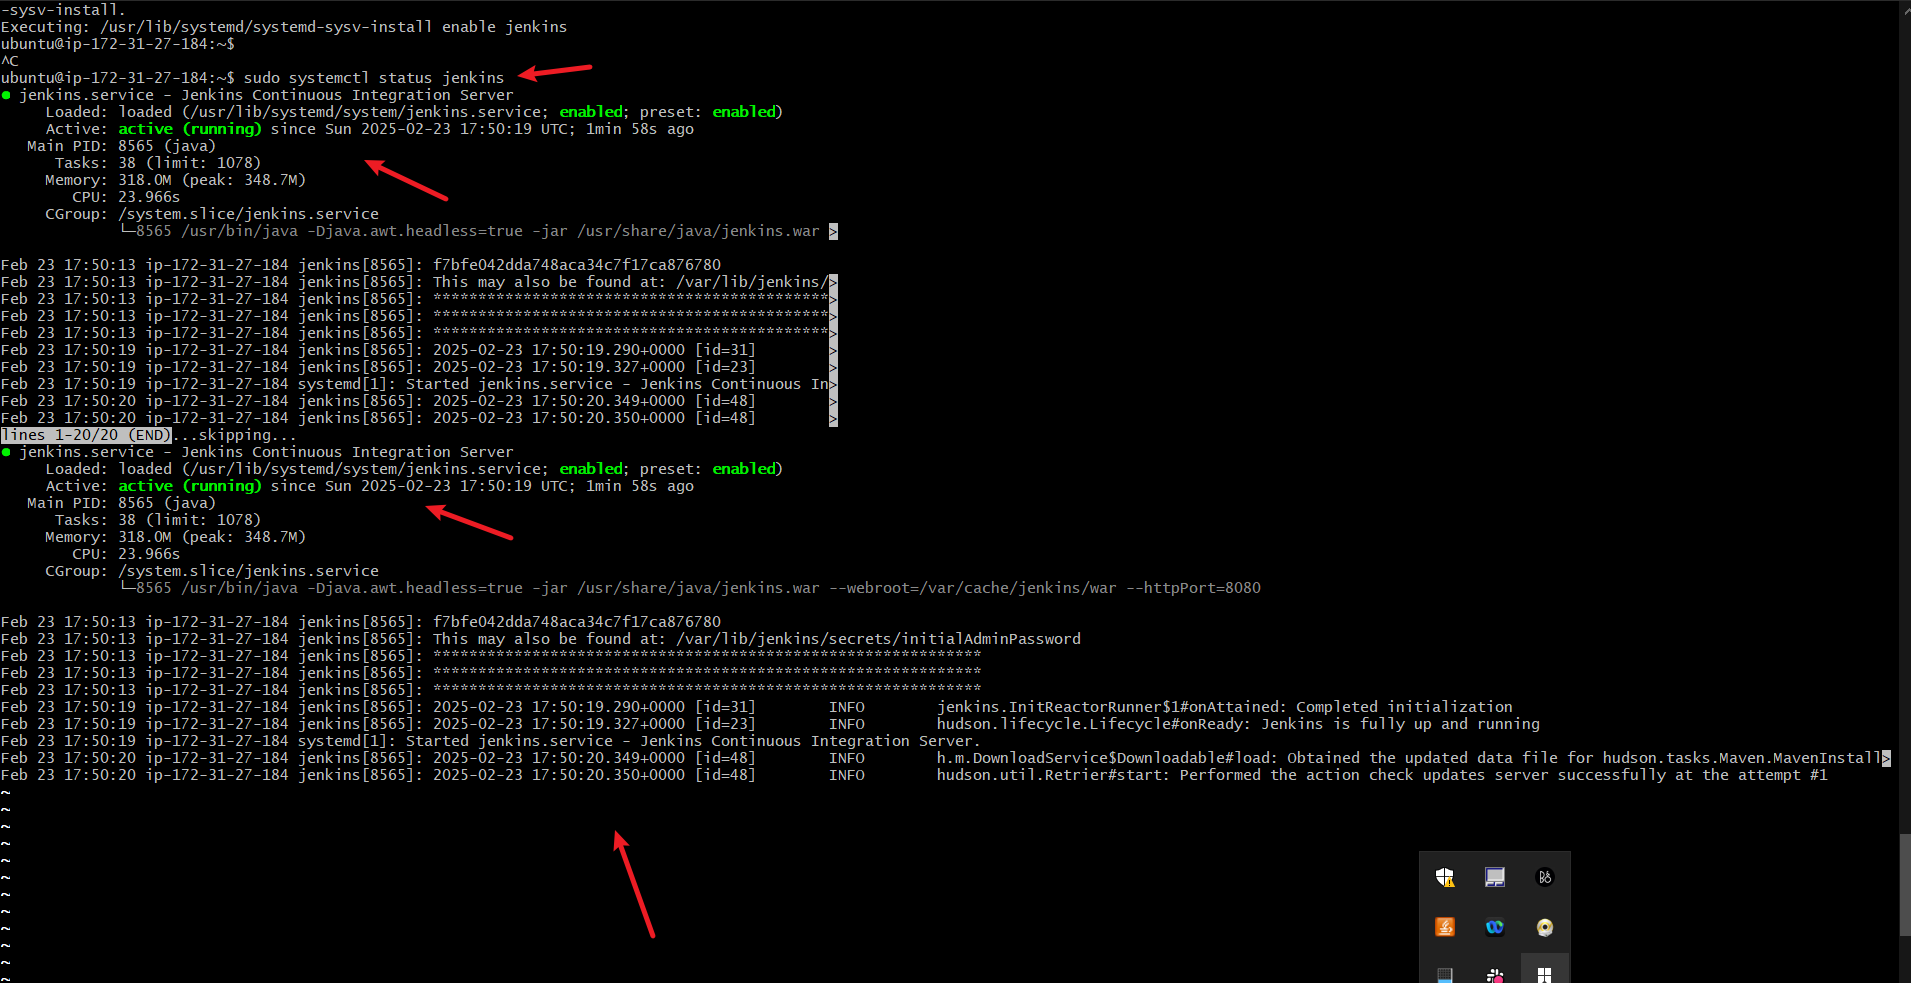 -sysv-install.
Executing: /usr/lib/systemd/systemd-sysv-install enable jenkins
ubuntu@ip-172-31-27-184:~$
^C
ubuntu@ip-172-31-27-184:~$ sudo systemctl status jenkins
● jenkins.service - Jenkins Continuous Integration Server
     Loaded: loaded (/usr/lib/systemd/system/jenkins.service; enabled; preset: enabled)
     Active: active (running) since Sun 2025-02-23 17:50:19 UTC; 1min 58s ago
   Main PID: 8565 (java)
      Tasks: 38 (limit: 1078)
     Memory: 318.0M (peak: 348.7M)
        CPU: 23.966s
     CGroup: /system.slice/jenkins.service
             └─8565 /usr/bin/java -Djava.awt.headless=true -jar /usr/share/java/jenkins.war >
Feb 23 17:50:13 ip-172-31-27-184 jenkins[8565]: f7bfe042dda748aca34c7f17ca876780
Feb 23 17:50:13 ip-172-31-27-184 jenkins[8565]: This may also be found at: /var/lib/jenkins/>
Feb 23 17:50:13 ip-172-31-27-184 jenkins[8565]: ********************************************>
Feb 23 17:50:13 ip-172-31-27-184 jenkins[8565]: ********************************************>
Feb 23 17:50:13 ip-172-31-27-184 jenkins[8565]: ********************************************>
Feb 23 17:50:19 ip-172-31-27-184 jenkins[8565]: 2025-02-23 17:50:19.290+0000 [id=31]        >
Feb 23 17:50:19 ip-172-31-27-184 jenkins[8565]: 2025-02-23 17:50:19.327+0000 [id=23]        >
Feb 23 17:50:19 ip-172-31-27-184 systemd[1]: Started jenkins.service - Jenkins Continuous In>
Feb 23 17:50:20 ip-172-31-27-184 jenkins[8565]: 2025-02-23 17:50:20.349+0000 [id=48]        >
Feb 23 17:50:20 ip-172-31-27-184 jenkins[8565]: 2025-02-23 17:50:20.350+0000 [id=48]        >
lines 1-20/20 (END)...skipping...
● jenkins.service - Jenkins Continuous Integration Server
     Loaded: loaded (/usr/lib/systemd/system/jenkins.service; enabled; preset: enabled)
     Active: active (running) since Sun 2025-02-23 17:50:19 UTC; 1min 58s ago
   Main PID: 8565 (java)
      Tasks: 38 (limit: 1078)
     Memory: 318.0M (peak: 348.7M)
        CPU: 23.966s
     CGroup: /system.slice/jenkins.service
             └─8565 /usr/bin/java -Djava.awt.headless=true -jar /usr/share/java/jenkins.war --webroot=/var/cache/jenkins/war --httpPort=8080
Feb 23 17:50:13 ip-172-31-27-184 jenkins[8565]: f7bfe042dda748aca34c7f17ca876780
Feb 23 17:50:13 ip-172-31-27-184 jenkins[8565]: This may also be found at: /var/lib/jenkins/secrets/initialAdminPassword
Feb 23 17:50:13 ip-172-31-27-184 jenkins[8565]: *************************************************************
Feb 23 17:50:13 ip-172-31-27-184 jenkins[8565]: *************************************************************
Feb 23 17:50:13 ip-172-31-27-184 jenkins[8565]: *************************************************************
Feb 23 17:50:19 ip-172-31-27-184 jenkins[8565]: 2025-02-23 17:50:19.290+0000 [id=31]        INFO        jenkins.InitReactorRunner$1#onAttained: Completed initialization
Feb 23 17:50:19 ip-172-31-27-184 jenkins[8565]: 2025-02-23 17:50:19.327+0000 [id=23]        INFO        hudson.lifecycle.Lifecycle#onReady: Jenkins is fully up and running
Feb 23 17:50:19 ip-172-31-27-184 systemd[1]: Started jenkins.service - Jenkins Continuous Integration Server.
Feb 23 17:50:20 ip-172-31-27-184 jenkins[8565]: 2025-02-23 17:50:20.349+0000 [id=48]        INFO        h.m.DownloadService$Downloadable#load: Obtained the updated data file for hudson.tasks.Maven.MavenInstall>
Feb 23 17:50:20 ip-172-31-27-184 jenkins[8565]: 2025-02-23 17:50:20.350+0000 [id=48]        INFO        hudson.util.Retrier#start: Performed the action check updates server successfully at the attempt #1
~
~
~
~
~
~
~
~
~
~
~
~